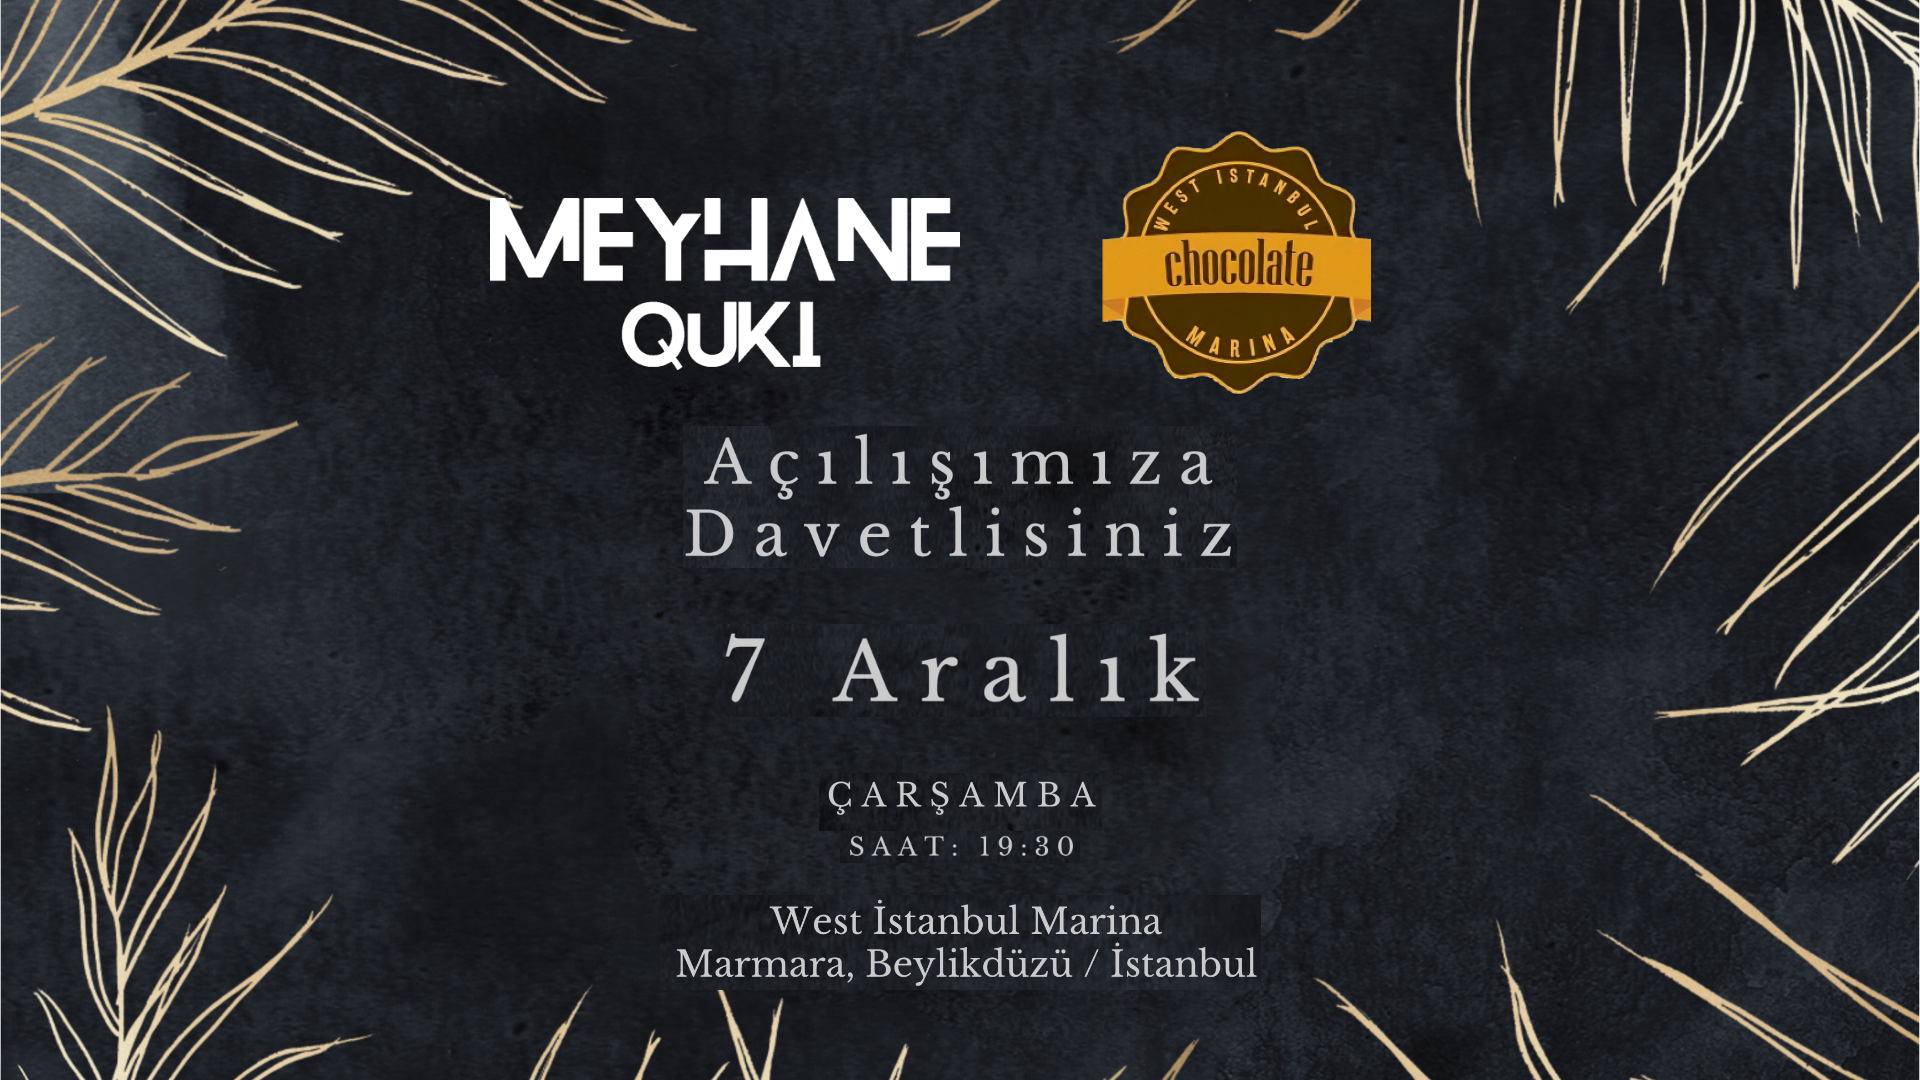 MEYHANE
QUKI
WEST ISTANBUL
chocolate
MARINA
Açılışımıza
Davetlisiniz
7 Aralık
ÇARŞAMBA
SAAT: 19:30
West İstanbul Marina
Marmara, Beylikdüzü / İstanbul